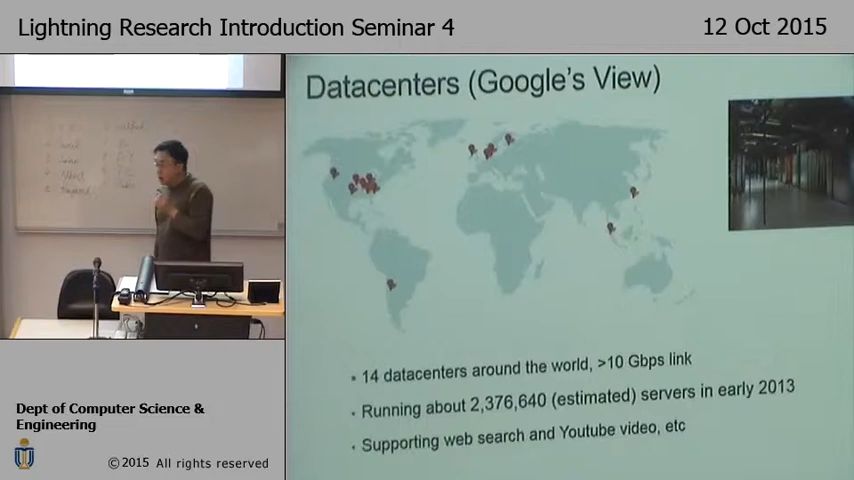 Lightning Research Introduction Seminar 4
12 Oct 2015
Datacenters (Google's View)
14 datacenters around the world, >10 Gbps link
Running about 2,376,640 (estimated) servers in early 2013
Supporting web search and Youtube video, etc
Dept of Computer Science &
Engineering
©2015 All rights reserved